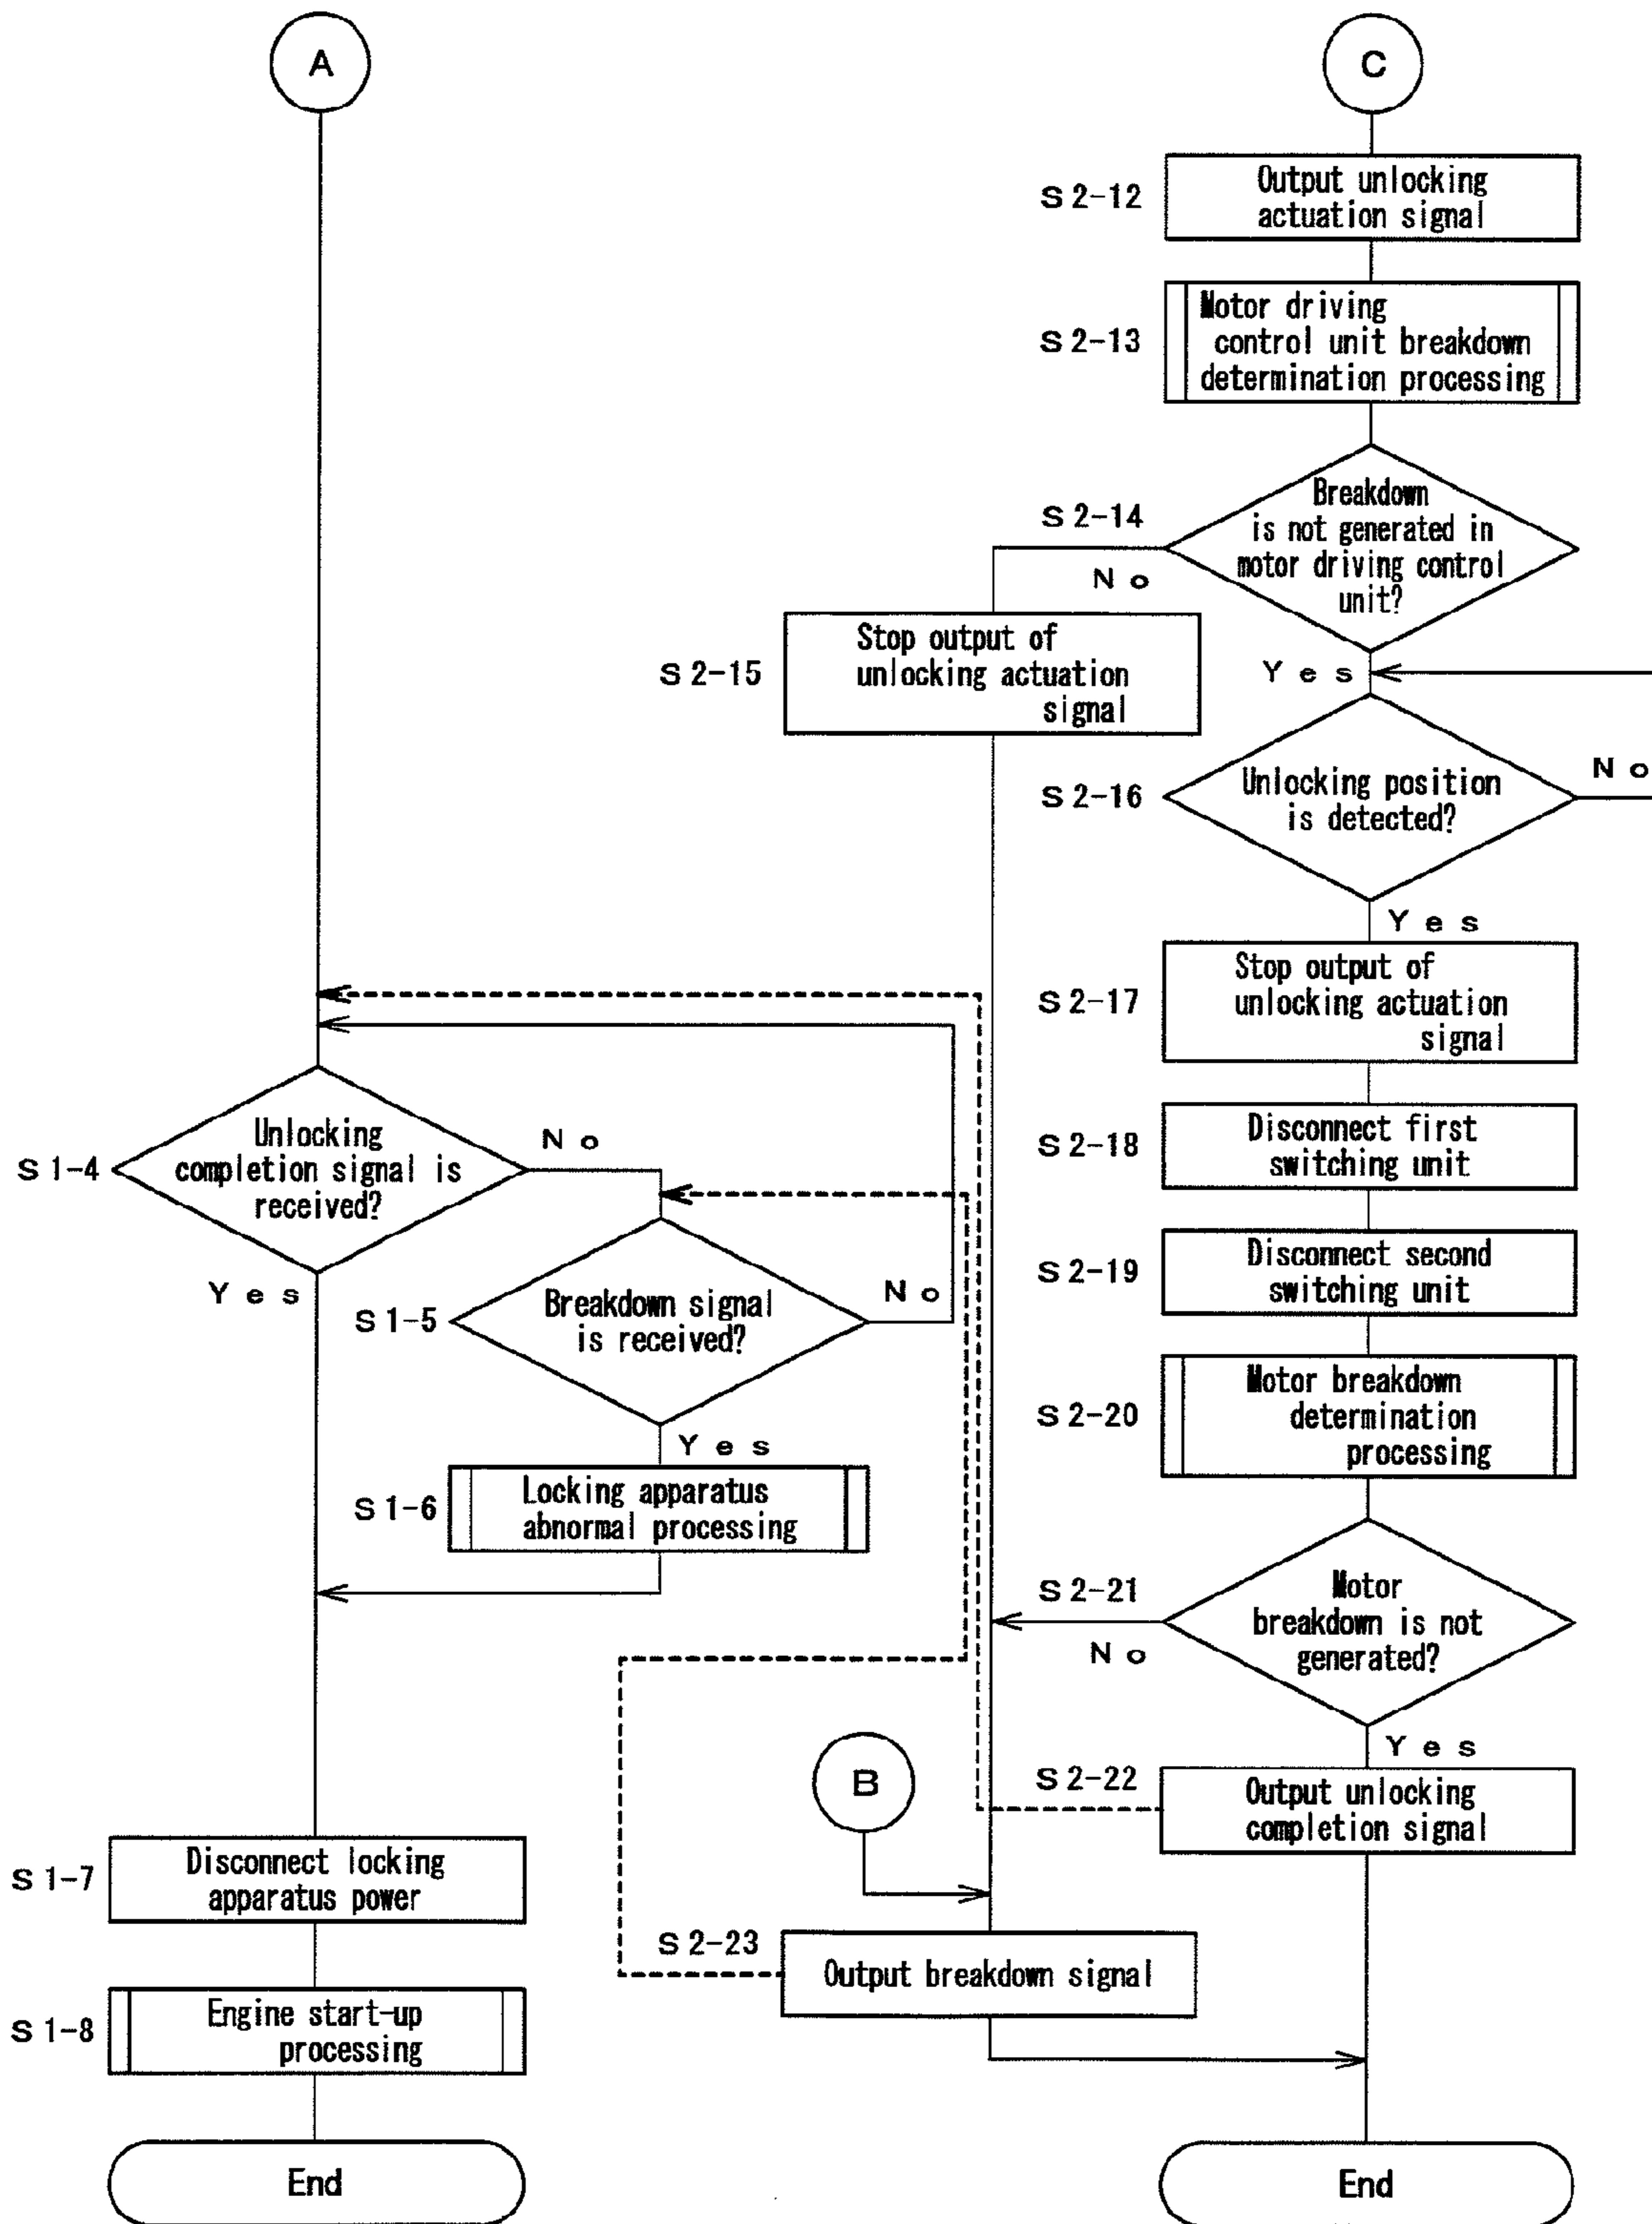 A
S1-4
Unlocking
completion signal is
received?
No
Yes
S1-5
Breakdown signal
is received?
No
Yes
S1-6
Locking apparatus
abnormal processing
S1-7
Disconnect locking
apparatus power
S1-8
Engine start-up
processing
End
C
S2-12
Output unlocking
actuation signal
S2-13
Motor driving
control unit breakdown
determination processing
S2-14
Breakdown
is not generated in
motor driving control
unit?
No
Yes
S2-15
Stop output of
unlocking actuation
signal
S2-16
Unlocking position
is detected?
No
Yes
S2-17
Stop output of
unlocking actuation
signal
S2-18
Disconnect first
switching unit
S2-19
Disconnect second
switching unit
S2-20
Motor breakdown
determination
processing
S2-21
Motor
breakdown is not
generated?
No
Yes
S2-22
Output unlocking
completion signal
B
S2-23
Output breakdown signal
End